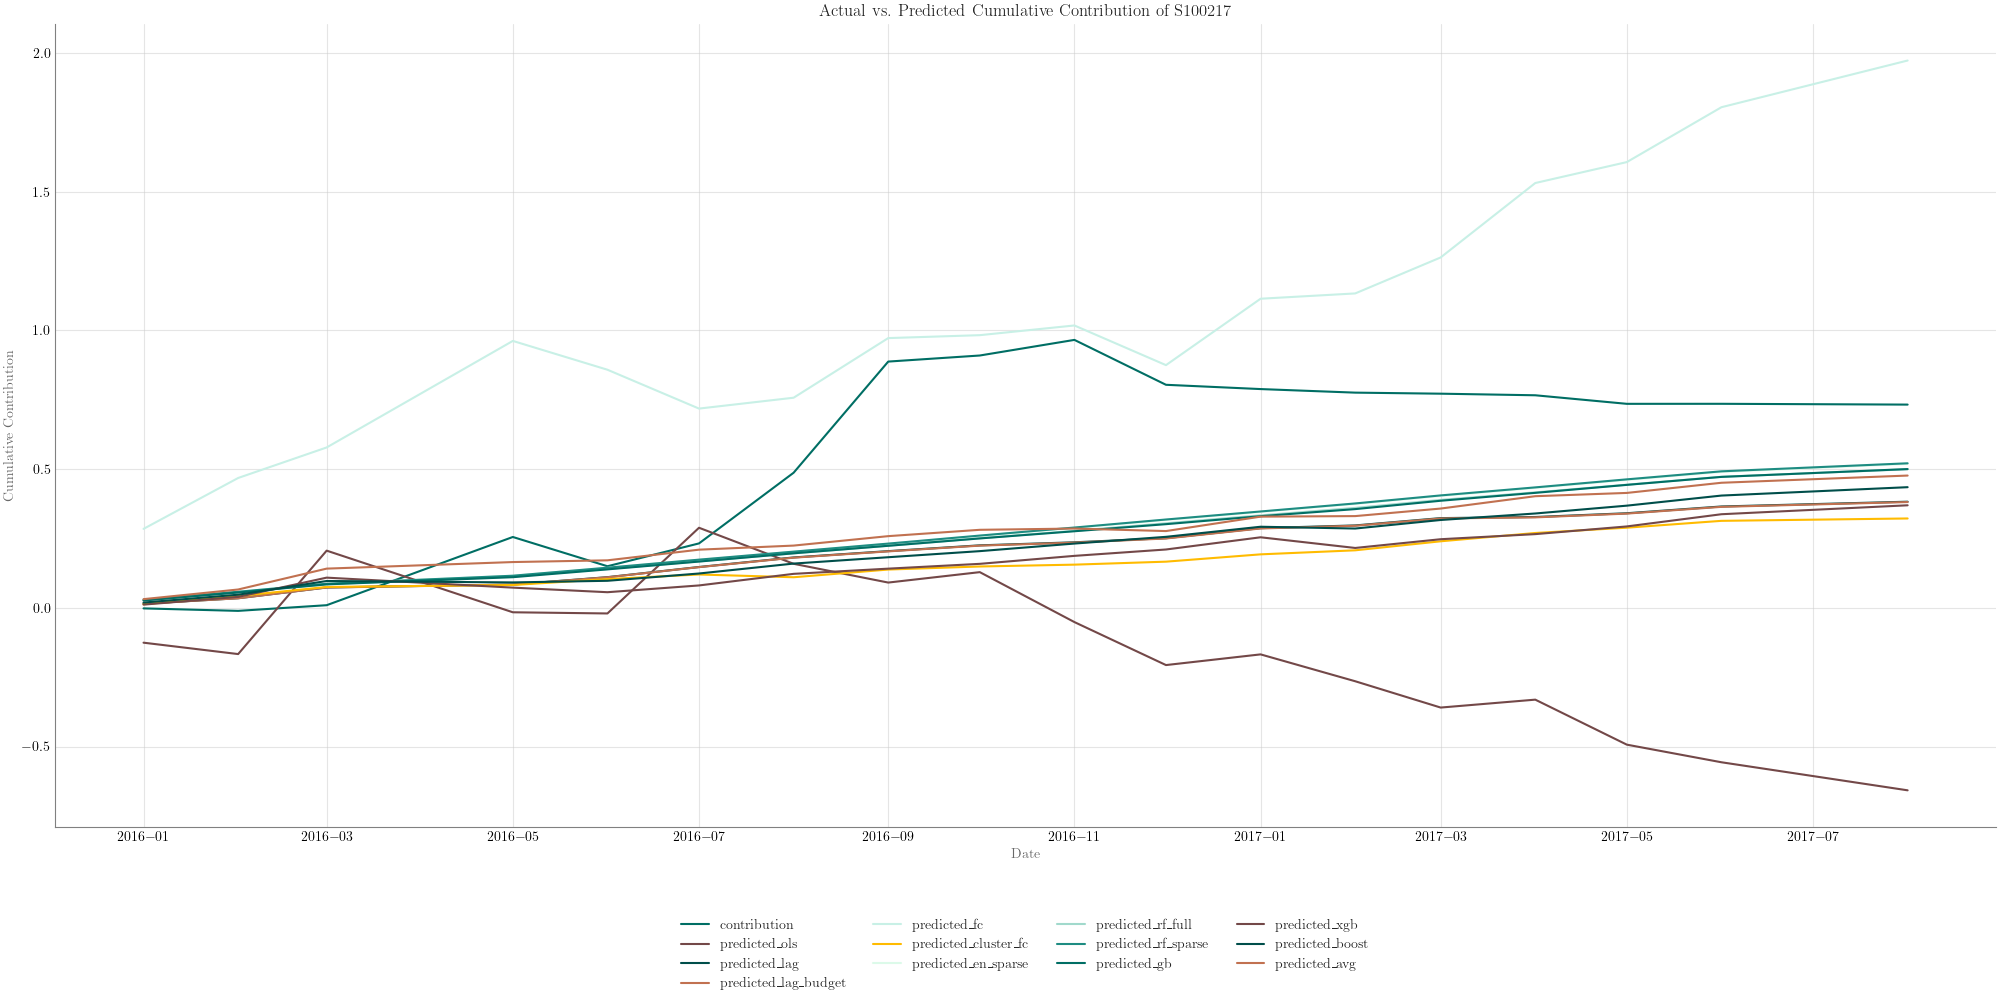 Actual vs. Predicted Cumulative Contribution of S100217
2.0
1.5
1.0
0.5
0.0
−0.5
Cumulative Contribution
2016−01 2016−03 2016−05 2016−07 2016−09 2016−11 2017−01 2017−03 2017−05 2017−07
Date
contribution predicted_fc predicted_rf_full predicted_xgb
predicted_ols predicted_cluster_fc predicted_rf_sparse predicted_boost
predicted_lag predicted_en_sparse predicted_gb predicted_avg
predicted_lag_budget